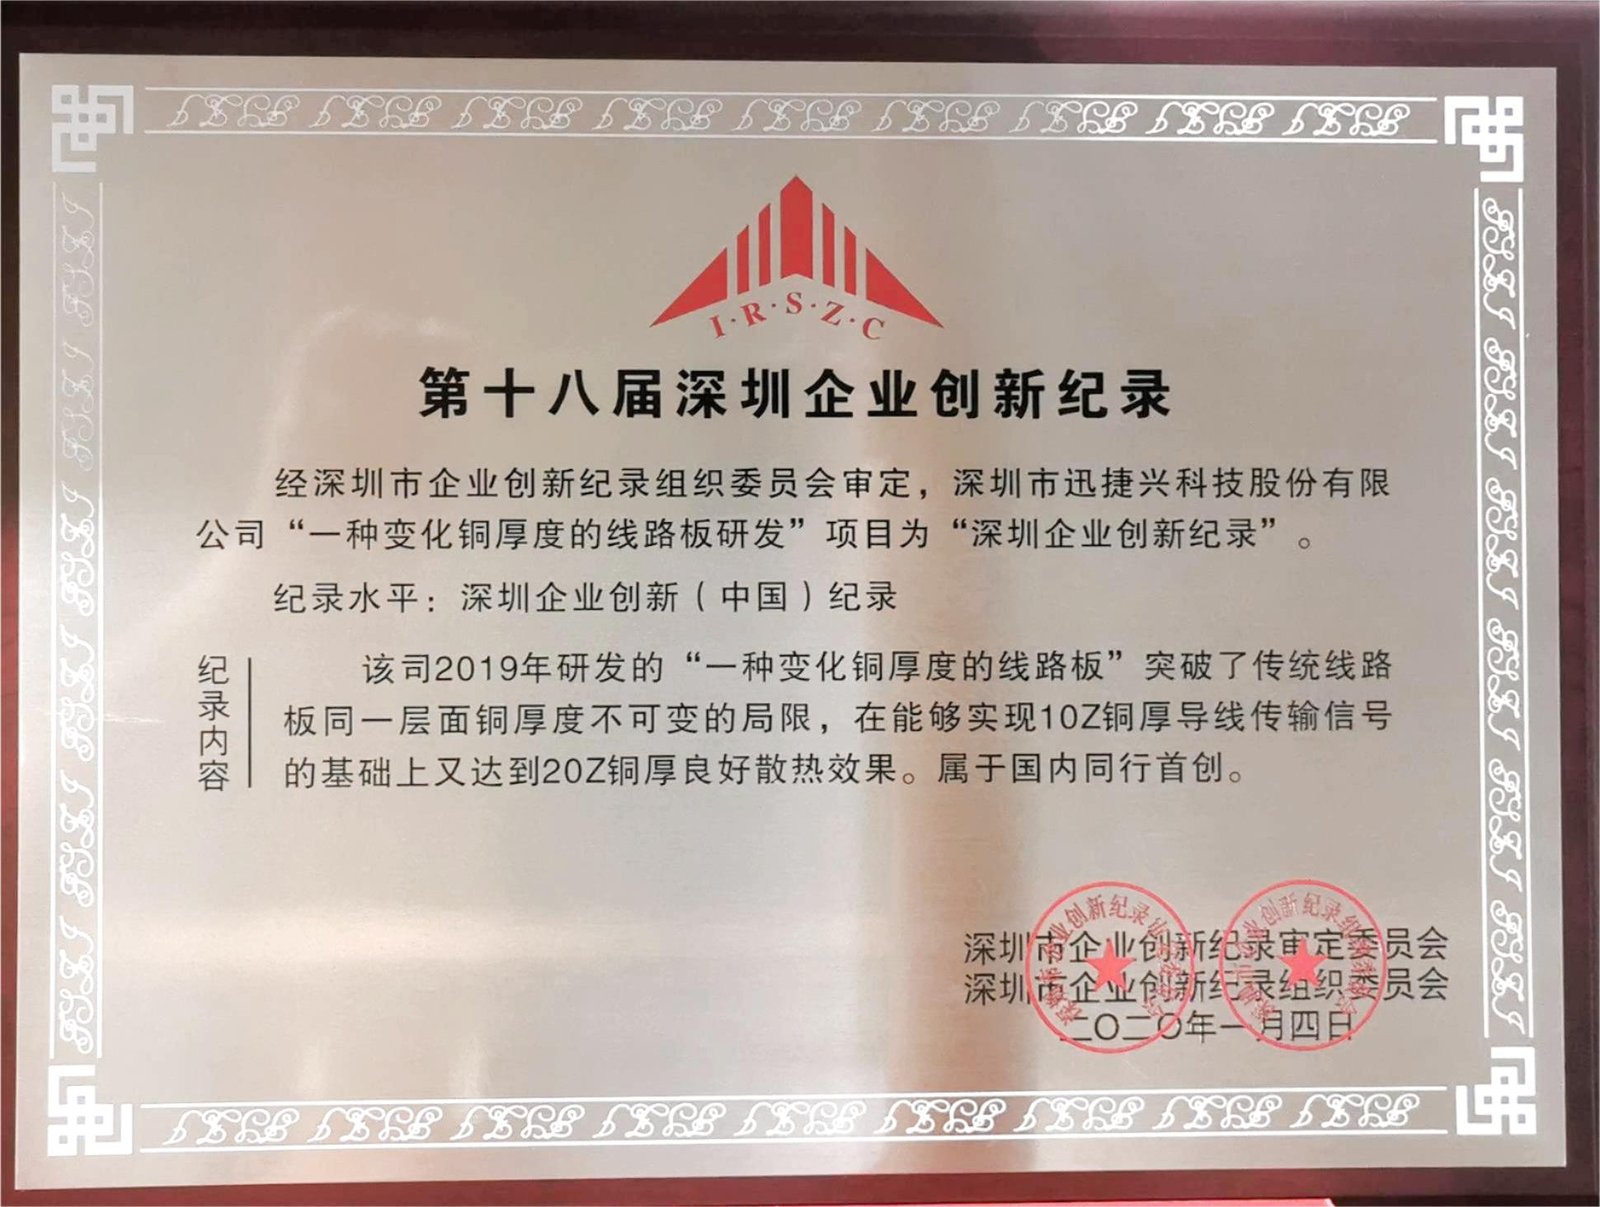 I·R·S·Z·C
第十八届深圳企业创新纪录
经深圳市企业创新纪录组织委员会审定，深圳市迅捷兴科技股份有限
公司“一种变化铜厚度的线路板研发”项目为“深圳企业创新纪录”。
纪录水平：深圳企业创新（中国）纪录
纪录内容
该司2019年研发的“一种变化铜厚度的线路板”突破了传统线路
板同一层面铜厚度不可变的局限，在能够实现10Z铜厚导线传输信号
的基础上又达到20Z铜厚良好散热效果。属于国内同行首创。
深圳市企业创新纪录审定委员会
深圳市企业创新纪录组织委员会
二〇二〇年一月四日